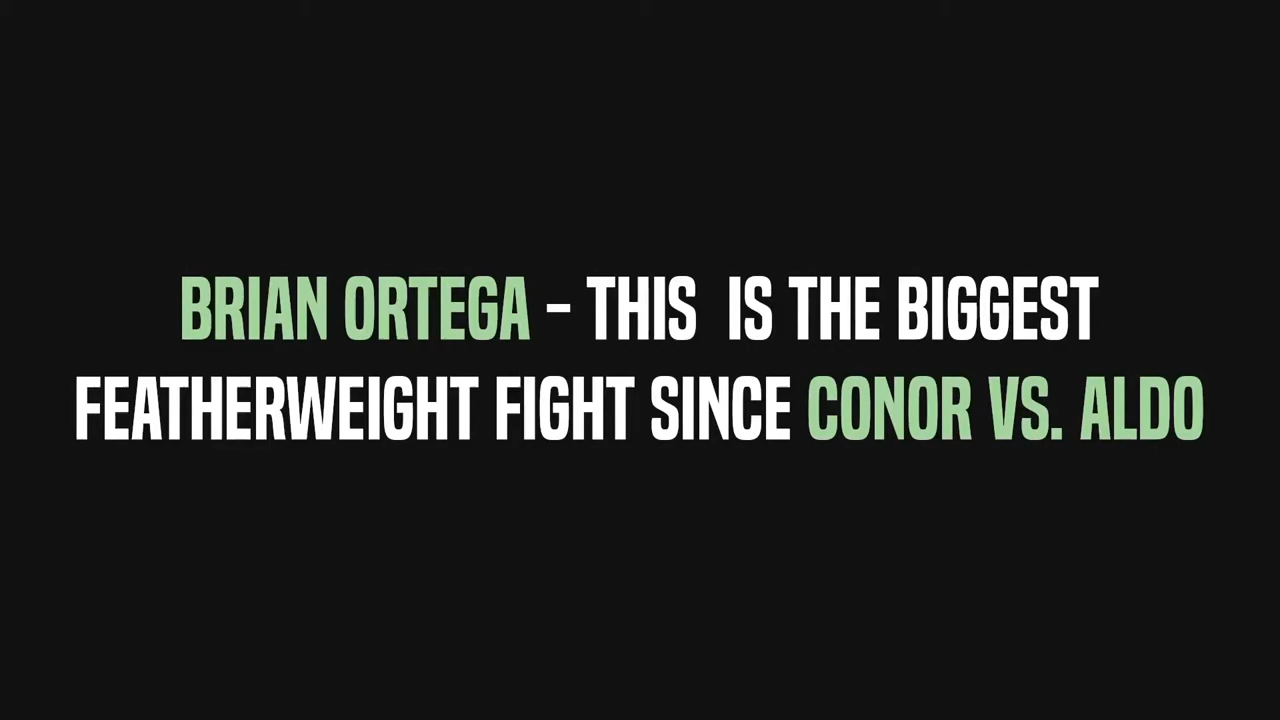 BRIAN ORTEGA - THIS  IS THE BIGGEST
FEATHERWEIGHT FIGHT SINCE CONOR VS. ALDO